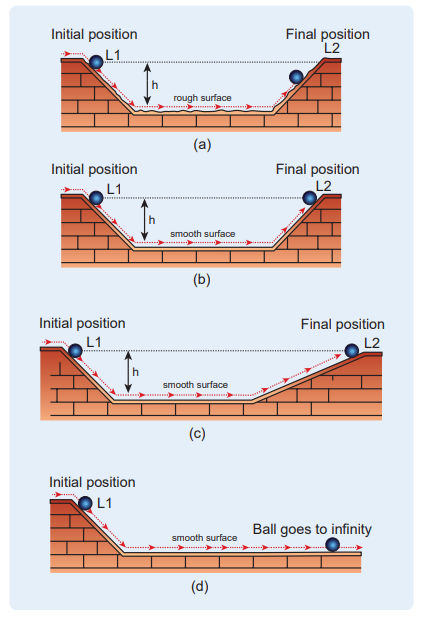 Initial position
Final position
L1
L2
h
rough surface
(a)
Initial position
Final position
L1
L2
h
smooth surface
(b)
Initial position
Final position
L1
L2
h
smooth surface
(c)
Initial position
L1
smooth surface
Ball goes to infinity
(d)